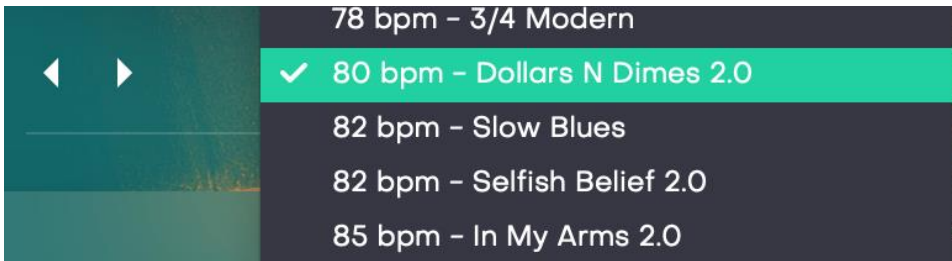 78 bpm – 3/4 Modern
80 bpm – Dollars N Dimes 2.0
82 bpm – Slow Blues
82 bpm – Selfish Belief 2.0
85 bpm – In My Arms 2.0